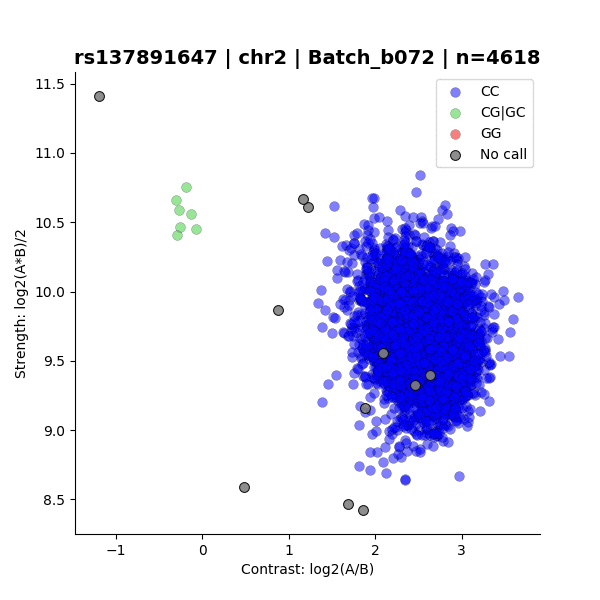 rs137891647 | chr2 | Batch_b072 | n=4618
CC
CG|GC
GG
No call
Strength: log2(A*B)/2
11.5
11.0
10.5
10.0
9.5
9.0
8.5
−1
0
1
2
3
Contrast: log2(A/B)